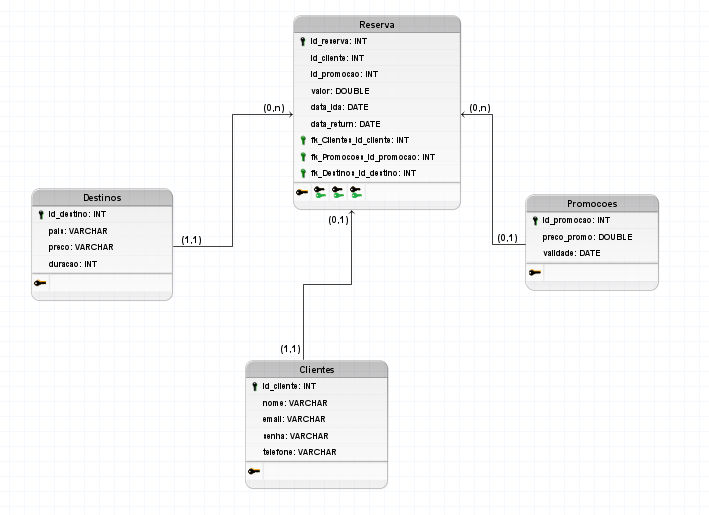 Reserva
id_reserva: INT
id_cliente: INT
id_promocao: INT
valor: DOUBLE
data_ida: DATE
data_return: DATE
fk_Clientes_id_cliente: INT
fk_Promocoes_id_promocao: INT
fk_Destinos_id_destino: INT
(0,n)
(0,n)
(0,1)
Destinos
id_destino: INT
pais: VARCHAR
preco: VARCHAR
duracao: INT
(1,1)
Promocoes
id_promocao: INT
preco_promo: DOUBLE
validade: DATE
(0,1)
(1,1)
Clientes
id_cliente: INT
nome: VARCHAR
email: VARCHAR
senha: VARCHAR
telefone: VARCHAR